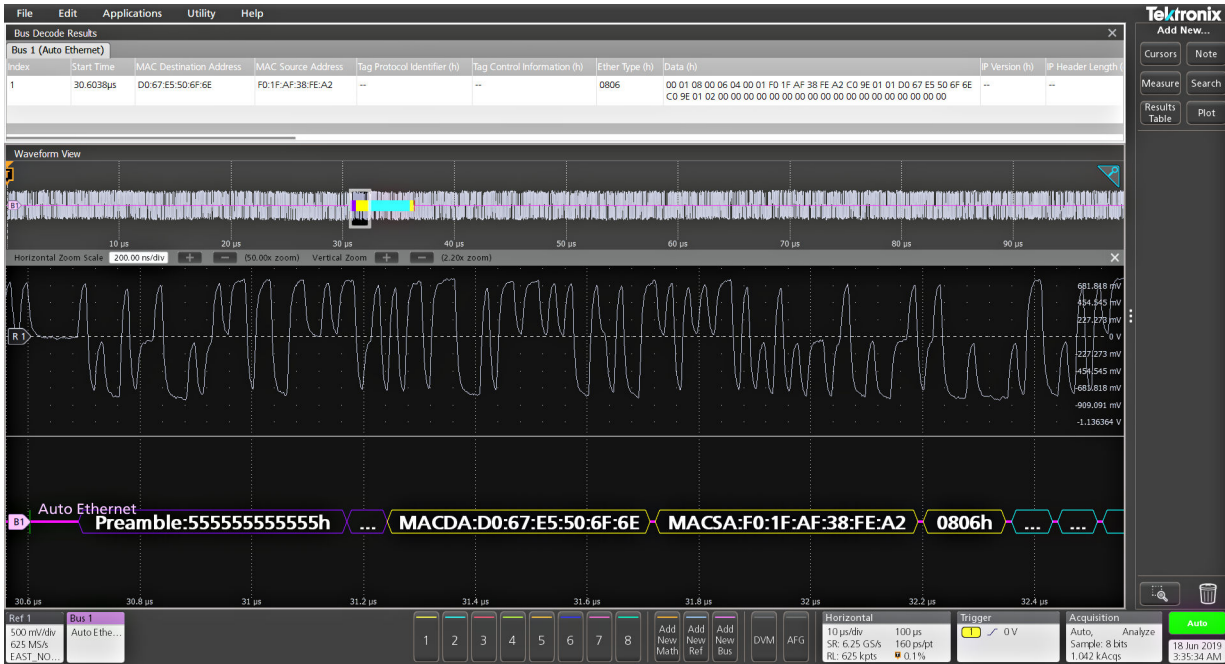 File Edit Applications Utility Help
Tektronix
Add New...
Bus Decode Results
Bus 1 (Auto Ethernet)
Index Start Time MAC Destination Address MAC Source Address Tag Protocol Identifier (h) Tag Control Information (h) Ether Type (h) Data (h) IP Version (h) IP Header Length (
1 30.6038µs D0:67:E5:50:6F:6E F0:1F:AF:38:FE:A2 -- -- 0806 00 01 08 00 06 04 00 01 F0 1F AF 38 FE A2 C0 9E 01 01 D0 67 E5 50 6F 6E -- --
C0 9E 01 02 00 00 00 00 00 00 00 00 00 00 00 00 00 00 00 00 00 00
Cursors Note
Measure Search
Results Table Plot
Waveform View
T
B1
10 µs 20 µs 30 µs 40 µs 50 µs 60 µs 70 µs 80 µs 90 µs
Horizontal Zoom Scale 200.00 ns/div + − (50.00x zoom) Vertical Zoom + − (2.20x zoom)
681.818 mV
454.545 mV
227.273 mV
R 1 0 V
-227.273 mV
-454.545 mV
-681.818 mV
-909.091 mV
-1.136364 V
Auto Ethernet
B1 Preamble:555555555555h ... MACDA:D0:67:E5:50:6F:6E MACSA:F0:1F:AF:38:FE:A2 0806h ... ...
30.6 µs 30.8 µs 31 µs 31.2 µs 31.4 µs 31.6 µs 31.8 µs 32 µs 32.2 µs 32.4 µs
Ref 1
500 mV/div
625 MS/s
EAST_NO...
Bus 1
Auto Ethe...
1 2 3 4 5 6 7 8
Add New Math
Add New Ref
Add New Bus
DVM AFG
Horizontal
10 µs/div 100 µs
SR: 6.25 GS/s 160 ps/pt
RL: 625 kpts 0.1%
Trigger
1 0 V
Acquisition
Auto, Analyze
Sample: 8 bits
1.042 kAcqs
Auto
18 Jun 2019
3:35:34 AM